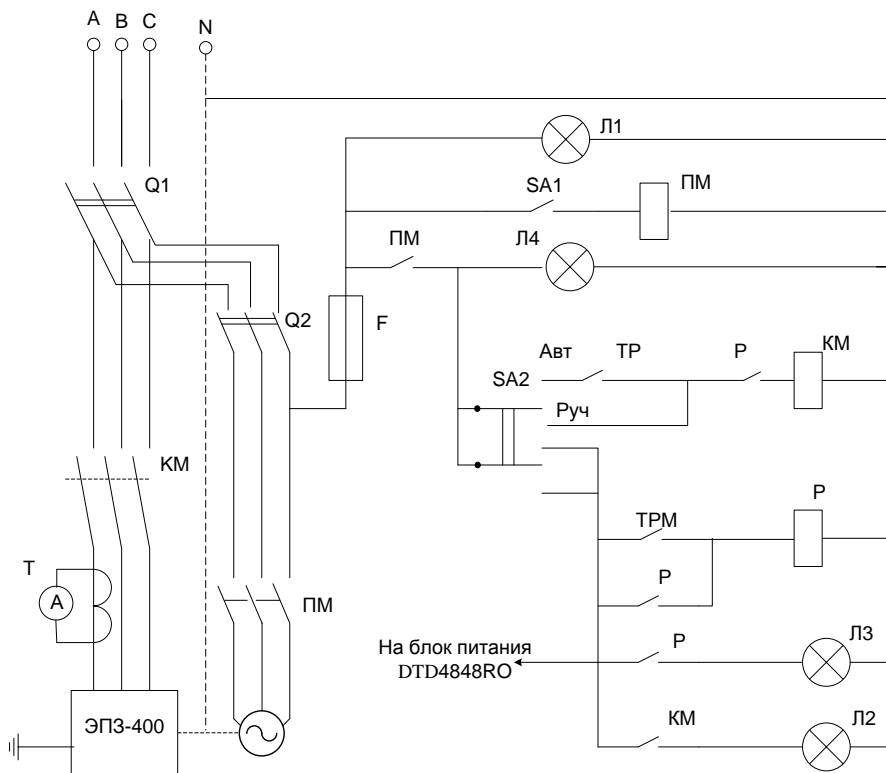 A B C N
Л1
Q1
SA1 ПМ
ПМ Л4
Q2 F
Авт ТР Р КМ
SA2
Руч
КМ
Р
ТРМ
Т
А
Р
ПМ
На блок питания
DTD4848RO
Р Л3
ЭПЗ-400
КМ Л2